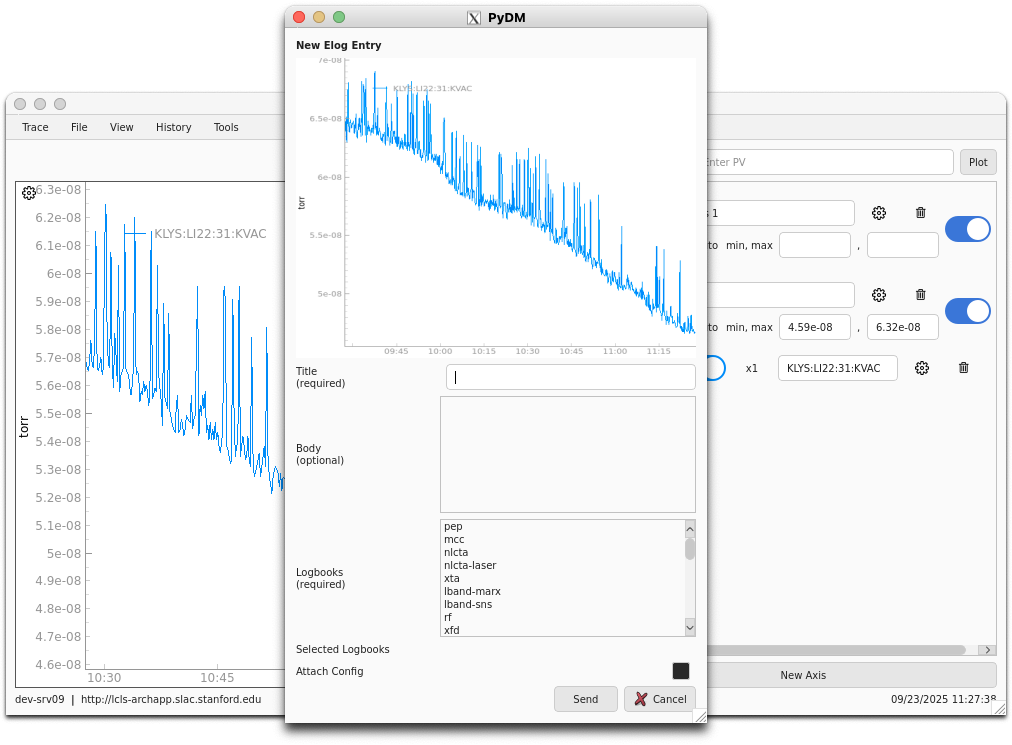 PyDM
New Elog Entry
7e-08
KLYS:LI22:31:KVAC
6.5e-08
6e-08
torr
5.5e-08
5e-08
09:45 10:00 10:15 10:30 10:45 11:00 11:15
Title
(required)
Body
(optional)
Logbooks
(required)
pep
mcc
nlcta
nlcta-laser
xta
lband-marx
lband-sns
rf
xfd
Selected Logbooks
Attach Config
Send Cancel
Trace File View History Tools
6.3e-08
6.2e-08
KLYS:LI22:31:KVAC
6.1e-08
6e-08
5.9e-08
5.8e-08
5.7e-08
5.6e-08
5.5e-08
torr
5.4e-08
5.3e-08
5.2e-08
5.1e-08
5e-08
4.9e-08
4.8e-08
4.7e-08
4.6e-08
10:30 10:45
Enter PV Plot
1
to min, max ,
to min, max 4.59e-08 , 6.32e-08
x1 KLYS:LI22:31:KVAC
New Axis
dev-srv09 | http://lcls-archapp.slac.stanford.edu
09/23/2025 11:27:38